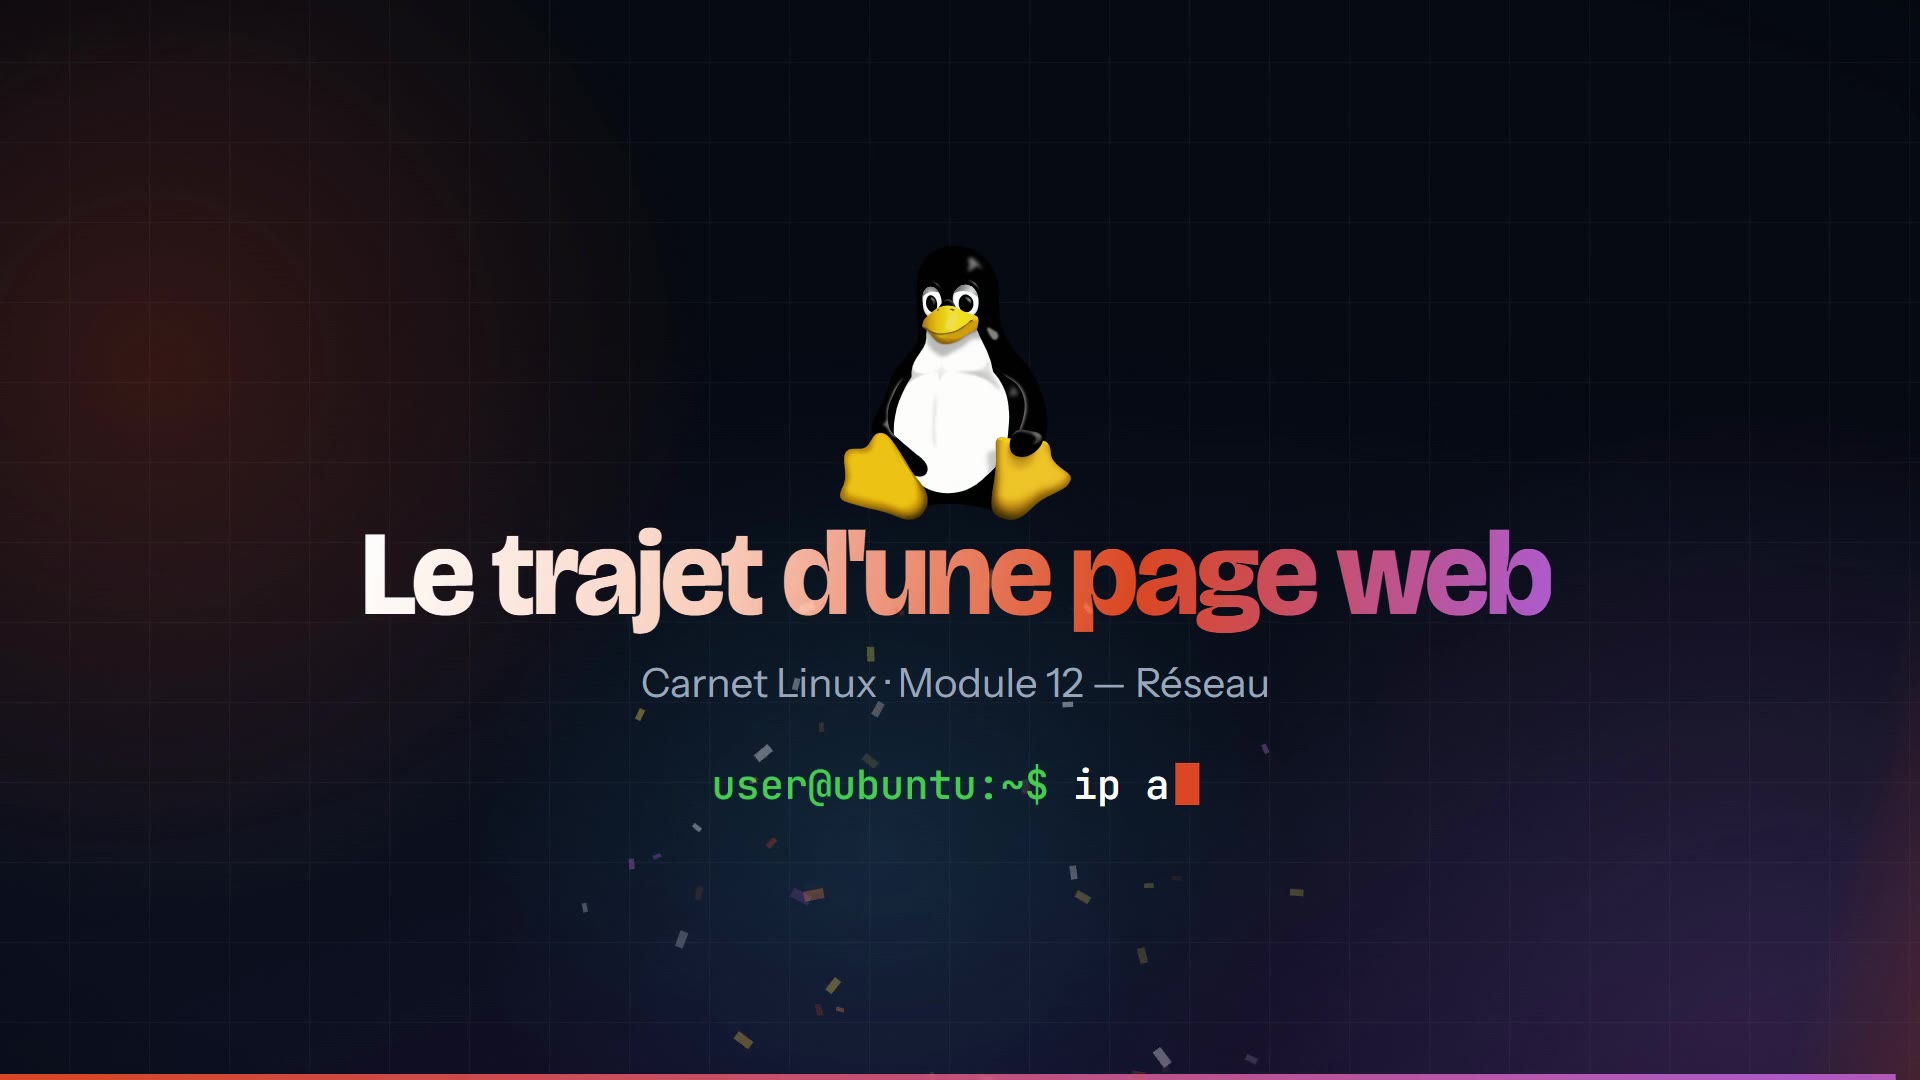 Le trajet d'une page web
Carnet Linux · Module 12 — Réseau
user@ubuntu:~$ ip a